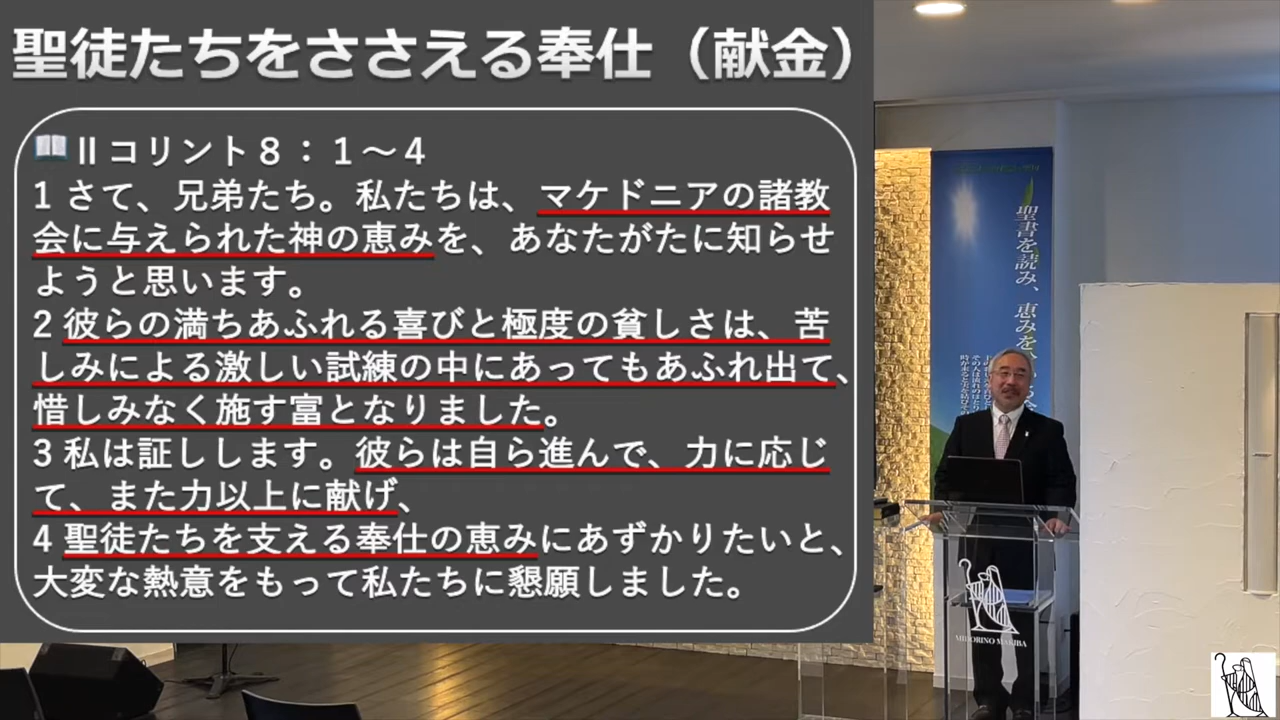 聖徒たちをささえる奉仕（献金）
Ⅱコリント８：１～４
1 さて、兄弟たち。私たちは、マケドニアの諸教
会に与えられた神の恵みを、あなたがたに知らせ
ようと思います。
2 彼らの満ちあふれる喜びと極度の貧しさは、苦
しみによる激しい試練の中にあってもあふれ出て、
惜しみなく施す富となりました。
3 私は証しします。彼らは自ら進んで、力に応じ
て、また力以上に献げ、
4 聖徒たちを支える奉仕の恵みにあずかりたいと、
大変な熱意をもって私たちに懇願しました。
聖書を読み、恵みを
MIDORINO MAKIBA